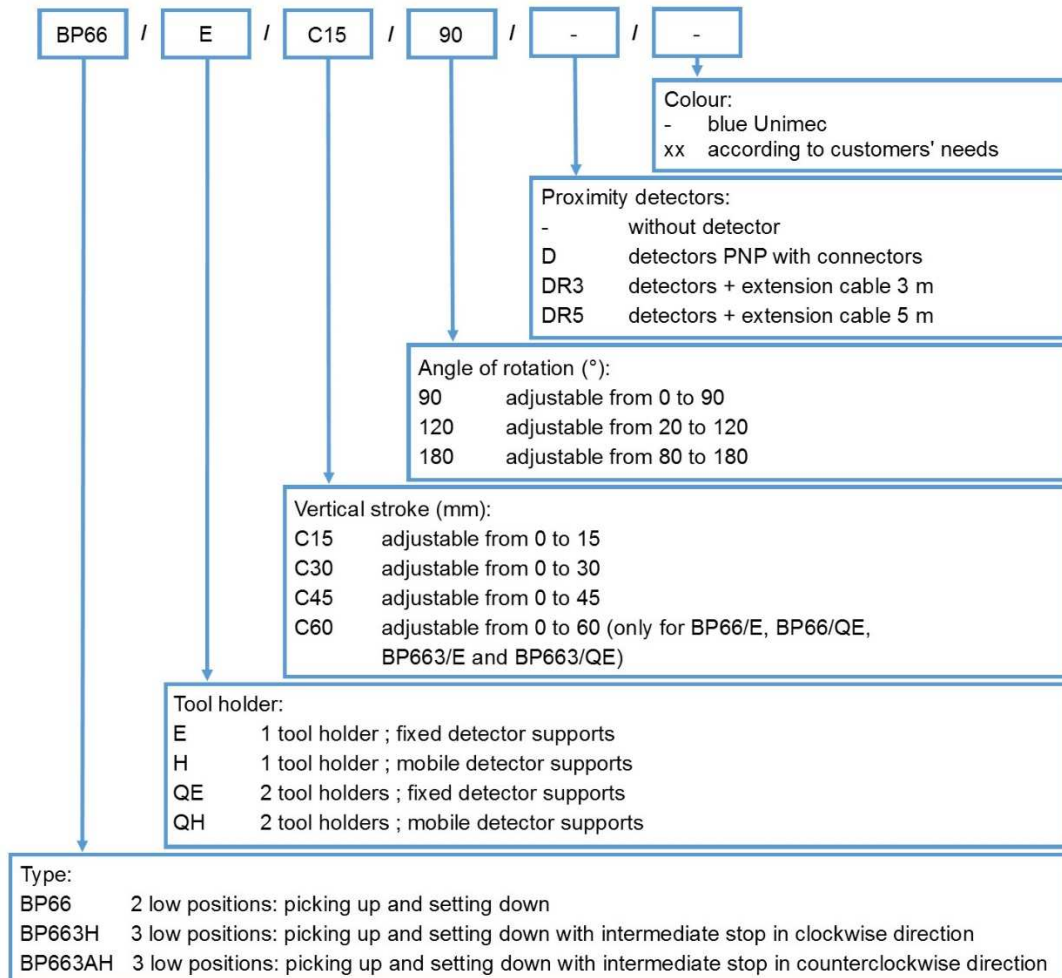 BP66 / E / C15 / 90 / - / -
Colour:
- blue Unimec
xx according to customers' needs
Proximity detectors:
- without detector
D detectors PNP with connectors
DR3 detectors + extension cable 3 m
DR5 detectors + extension cable 5 m
Angle of rotation (°):
90 adjustable from 0 to 90
120 adjustable from 20 to 120
180 adjustable from 80 to 180
Vertical stroke (mm):
C15 adjustable from 0 to 15
C30 adjustable from 0 to 30
C45 adjustable from 0 to 45
C60 adjustable from 0 to 60 (only for BP66/E, BP66/QE,
BP663/E and BP663/QE)
Tool holder:
E 1 tool holder ; fixed detector supports
H 1 tool holder ; mobile detector supports
QE 2 tool holders ; fixed detector supports
QH 2 tool holders ; mobile detector supports
Type:
BP66 2 low positions: picking up and setting down
BP663H 3 low positions: picking up and setting down with intermediate stop in clockwise direction
BP663AH 3 low positions: picking up and setting down with intermediate stop in counterclockwise direction